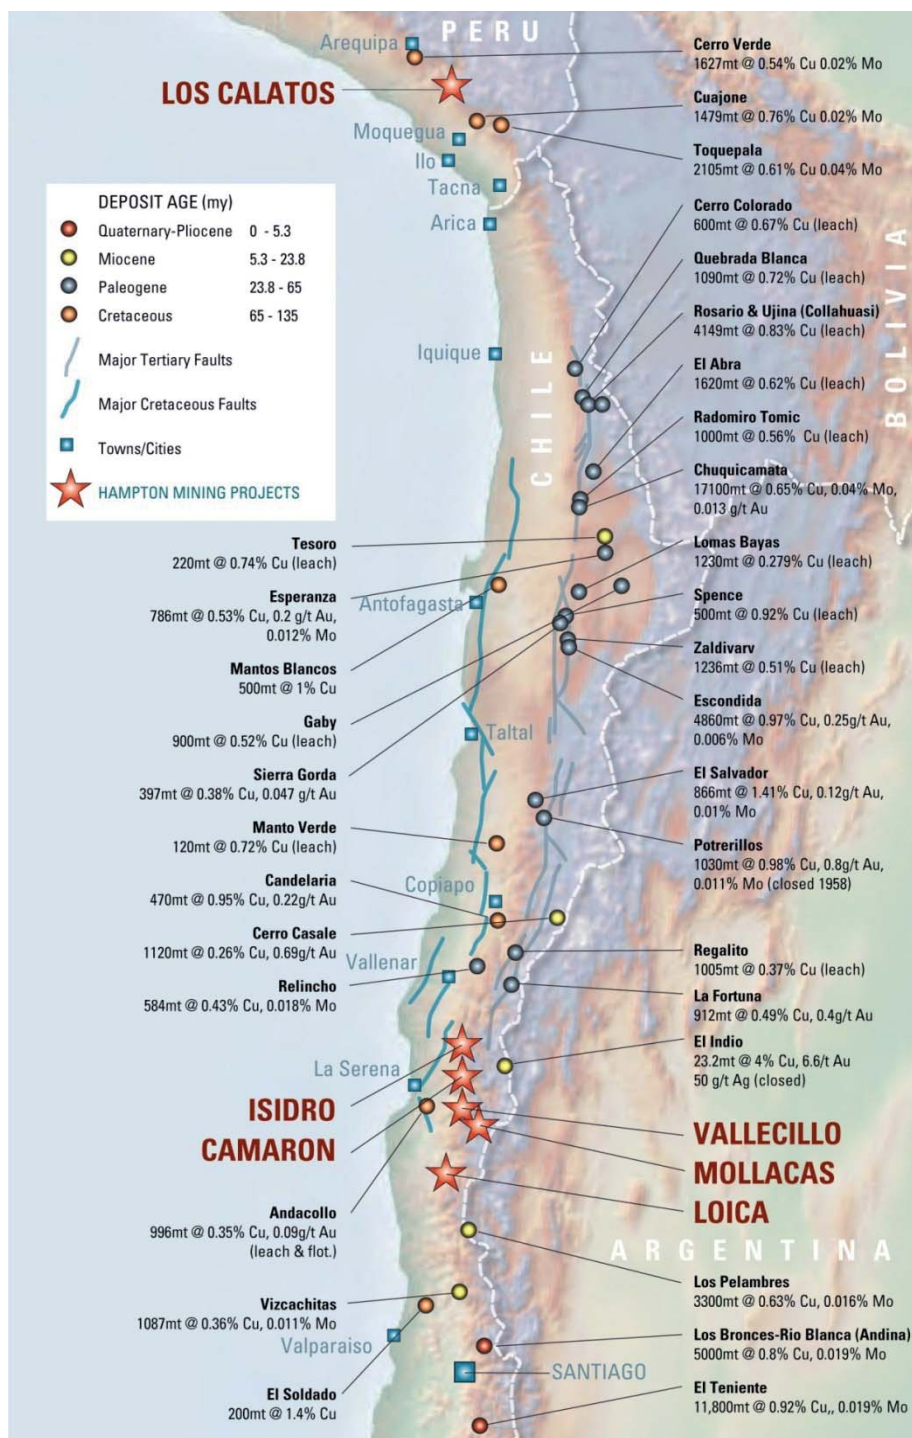 PERU
Arequipa
LOS CALATOS
Moquegua
Ilo
Tacna
Arica
DEPOSIT AGE (my)
Quaternary-Pliocene 0 - 5.3
Miocene 5.3 - 23.8
Paleogene 23.8 - 65
Cretaceous 65 - 135
Major Tertiary Faults
Major Cretaceous Faults
Towns/Cities
HAMPTON MINING PROJECTS
Iquique
CHILE
BOLIVIA
Cerro Verde
1627mt @ 0.54% Cu 0.02% Mo
Cuajone
1479mt @ 0.76% Cu 0.02% Mo
Toquepala
2105mt @ 0.61% Cu 0.04% Mo
Cerro Colorado
600mt @ 0.67% Cu (leach)
Quebrada Blanca
1090mt @ 0.72% Cu (leach)
Rosario & Ujina (Collahuasi)
4149mt @ 0.83% Cu (leach)
El Abra
1620mt @ 0.62% Cu (leach)
Radomiro Tomic
1000mt @ 0.56% Cu (leach)
Chuquicamata
17100mt @ 0.65% Cu, 0.04% Mo,
0.013 g/t Au
Lomas Bayas
1230mt @ 0.279% Cu (leach)
Spence
500mt @ 0.92% Cu (leach)
Zaldivarv
1236mt @ 0.51% Cu (leach)
Escondida
4860mt @ 0.97% Cu, 0.25g/t Au,
0.006% Mo
El Salvador
866mt @ 1.41% Cu, 0.12g/t Au,
0.01% Mo
Potrerillos
1030mt @ 0.98% Cu, 0.8g/t Au,
0.011% Mo (closed 1958)
Regalito
1005mt @ 0.37% Cu (leach)
La Fortuna
912mt @ 0.49% Cu, 0.4g/t Au
El Indio
23.2mt @ 4% Cu, 6.6/t Au
50 g/t Ag (closed)
VALLECILLO
MOLLACAS
LOICA
ARGENTINA
Los Pelambres
3300mt @ 0.63% Cu, 0.016% Mo
Los Bronces-Rio Blanca (Andina)
5000mt @ 0.8% Cu, 0.019% Mo
El Teniente
11,800mt @ 0.92% Cu,, 0.019% Mo
Tesoro
220mt @ 0.74% Cu (leach)
Esperanza
786mt @ 0.53% Cu, 0.2 g/t Au,
0.012% Mo
Antofagasta
Mantos Blancos
500mt @ 1% Cu
Gaby
900mt @ 0.52% Cu (leach)
Taltal
Sierra Gorda
397mt @ 0.38% Cu, 0.047 g/t Au
Manto Verde
120mt @ 0.72% Cu (leach)
Candelaria
470mt @ 0.95% Cu, 0.22g/t Au
Copiapo
Cerro Casale
1120mt @ 0.26% Cu, 0.69g/t Au
Vallenar
Relincho
584mt @ 0.43% Cu, 0.018% Mo
La Serena
ISIDRO
CAMARON
Andacollo
996mt @ 0.35% Cu, 0.09g/t Au
(leach & flot.)
Vizcachitas
1087mt @ 0.36% Cu, 0.011% Mo
Valparaiso
SANTIAGO
El Soldado
200mt @ 1.4% Cu